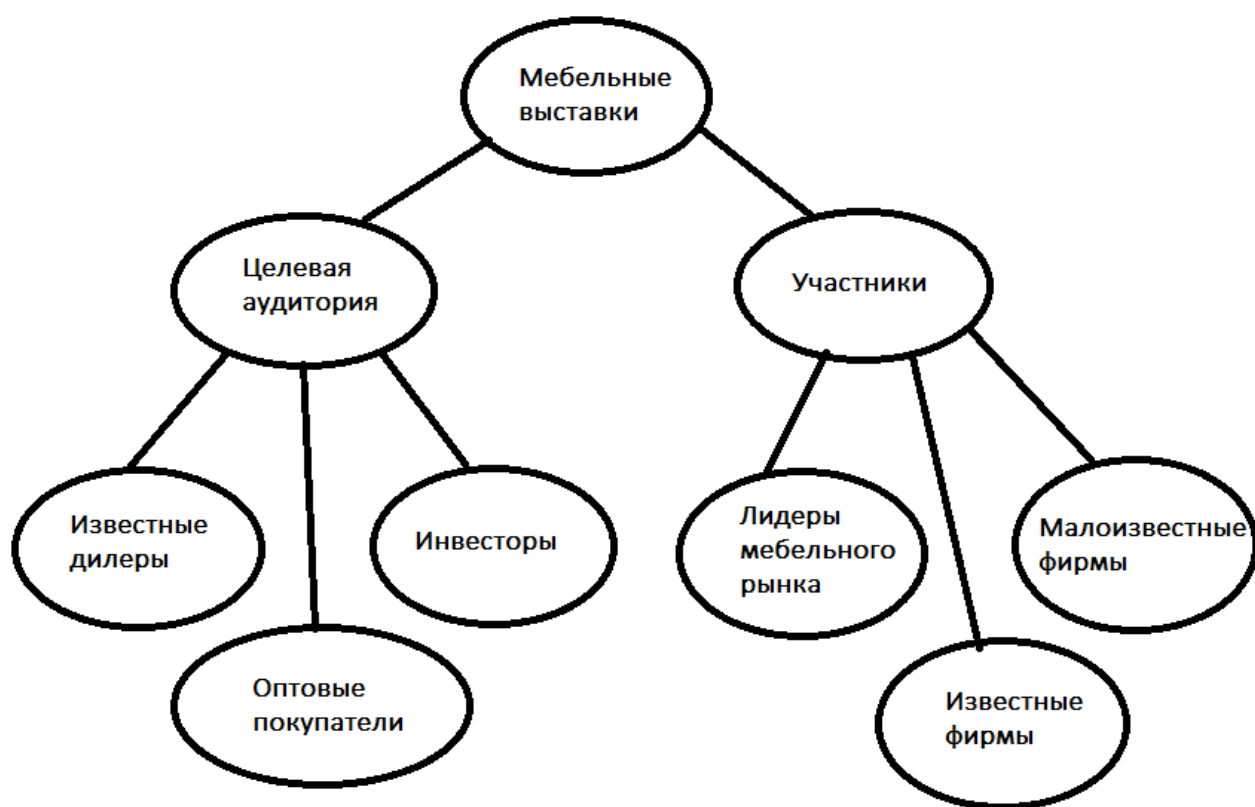 Мебельные
выставки
Целевая
аудитория
Участники
Известные
дилеры
Инвесторы
Оптовые
покупатели
Лидеры
мебельного
рынка
Малоизвестные
фирмы
Известные
фирмы